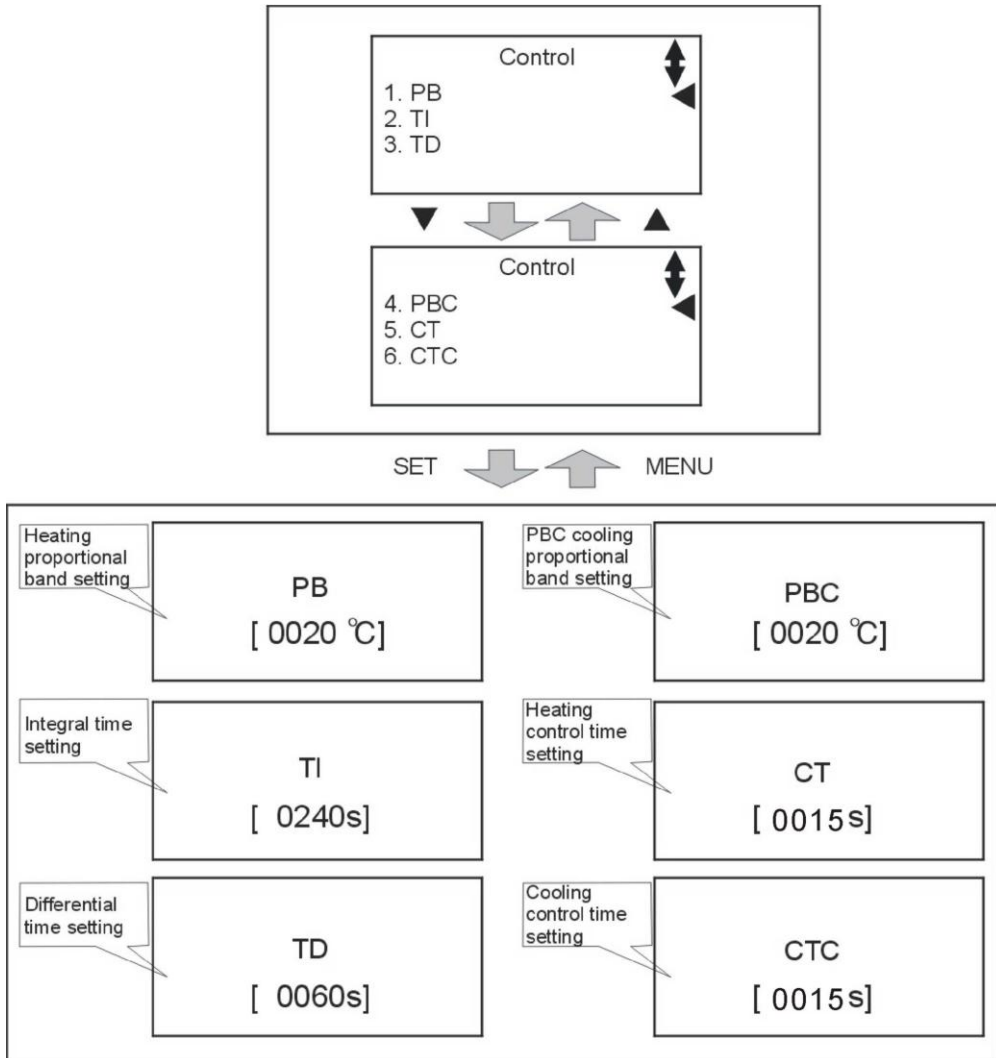 Control
1. PB
2. TI
3. TD
Control
4. PBC
5. CT
6. CTC
SET
MENU
Heating
proportional
band setting
PB
[ 0020 ℃]
PBC cooling
proportional
band setting
PBC
[ 0020 ℃]
Integral time
setting
TI
[ 0240s]
Heating
control time
setting
CT
[ 0015s]
Differential
time setting
TD
[ 0060s]
Cooling
control time
setting
CTC
[ 0015s]